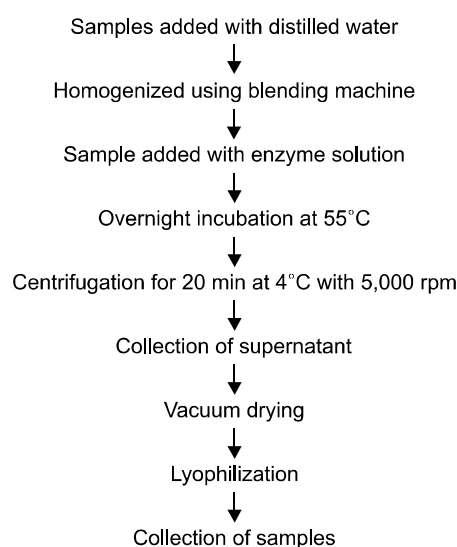 Samples added with distilled water
Homogenized using blending machine
Sample added with enzyme solution
Overnight incubation at 55°C
Centrifugation for 20 min at 4°C with 5,000 rpm
Collection of supernatant
Vacuum drying
Lyophilization
Collection of samples